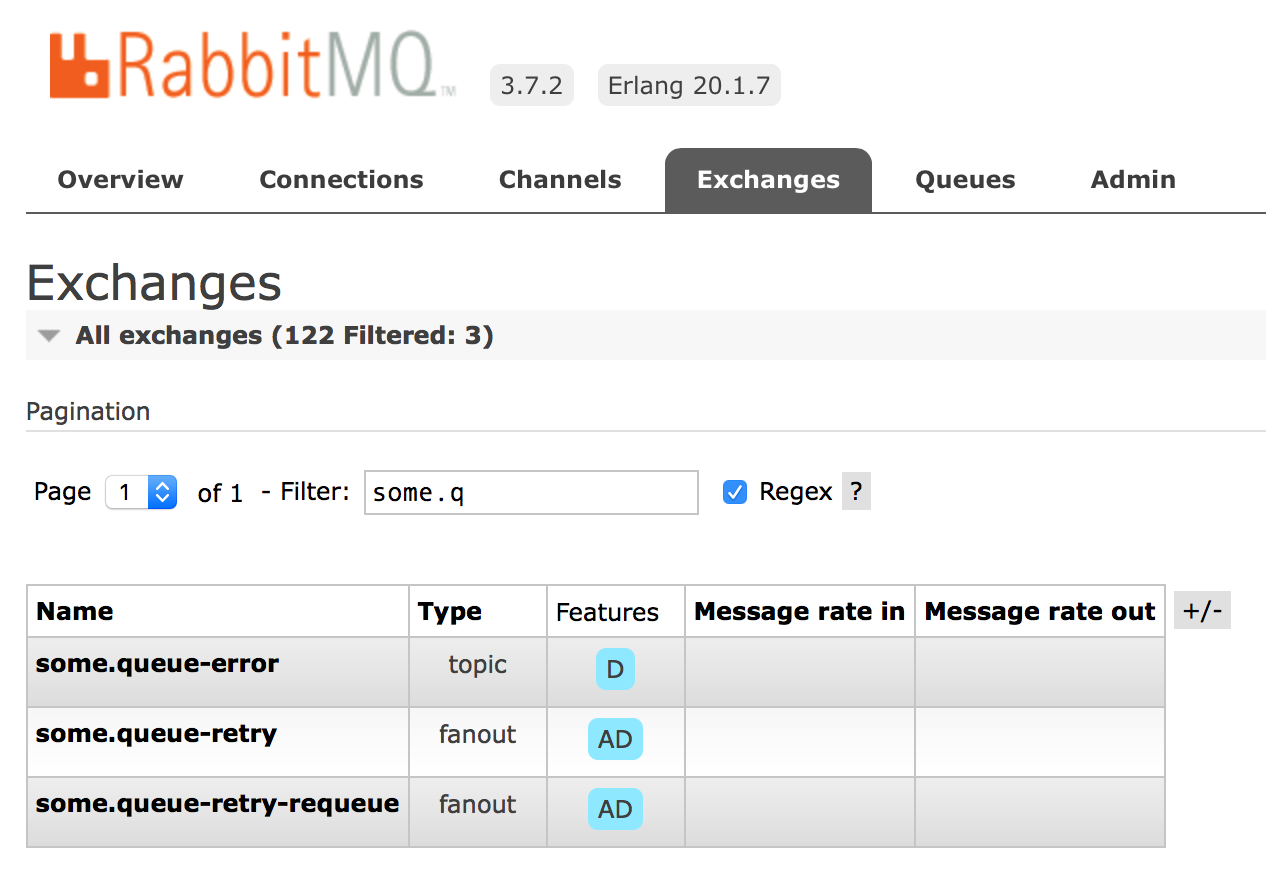 RabbitMQ™ 3.7.2 Erlang 20.1.7
Overview Connections Channels Exchanges Queues Admin
Exchanges
All exchanges (122 Filtered: 3)
Pagination
Page 1 of 1 - Filter: some.q Regex ?
Name Type Features Message rate in Message rate out +/-
some.queue-error topic D
some.queue-retry fanout AD
some.queue-retry-requeue fanout AD